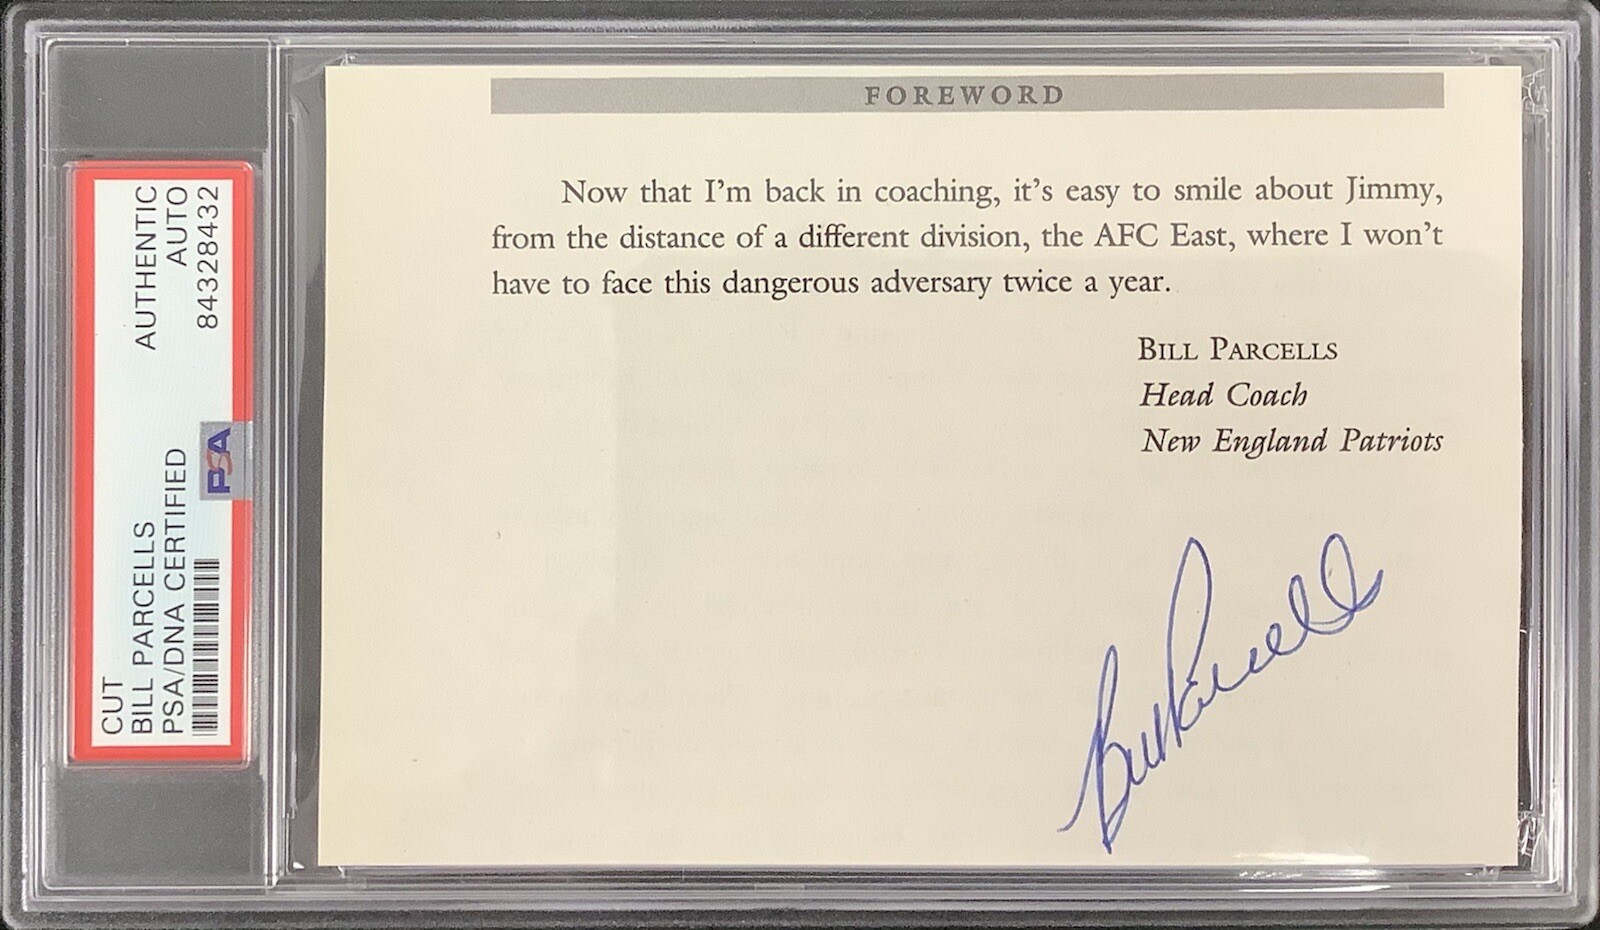 CUT
BILL PARCELLS
PSA/DNA CERTIFIED
AUTHENTIC
AUTO
84328432
PSA
FOREWORD
Now that I'm back in coaching, it's easy to smile about Jimmy,
from the distance of a different division, the AFC East, where I won't
have to face this dangerous adversary twice a year.
BILL PARCELLS
Head Coach
New England Patriots
Bill Parcells